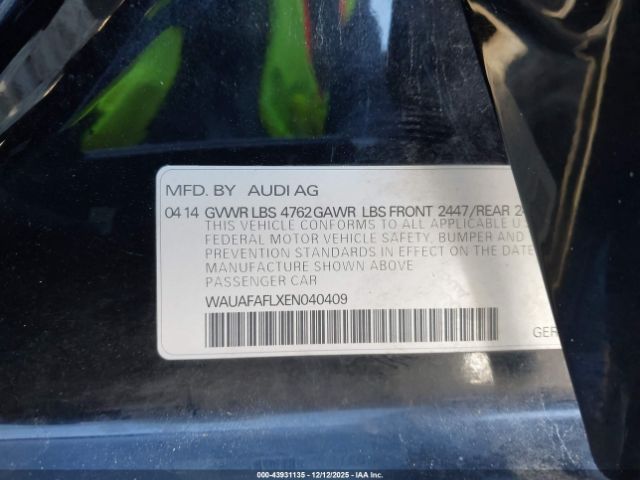 MFD. BY AUDI AG
04 14 GVWR LBS 4762 GAWR LBS FRONT 2447/REAR
THIS VEHICLE CONFORMS TO ALL APPLICABLE
FEDERAL MOTOR VEHICLE SAFETY, BUMPER AND
PREVENTION STANDARDS IN EFFECT ON THE DATE
MANUFACTURE SHOWN ABOVE
PASSENGER CAR
WAUAFAFLXEN040409
000-43931135 - 12/12/2025 - IAAI.com